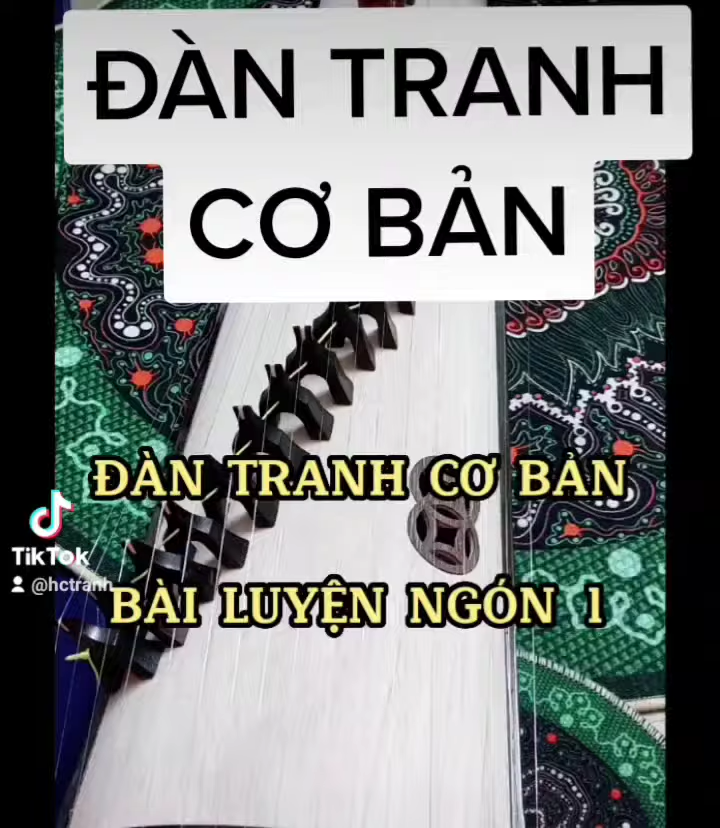 ĐÀN TRANH
CƠ BẢN
ĐÀN TRANH CƠ BẢN
TikTok
@hctranh
BÀI LUYỆN NGÓN 1